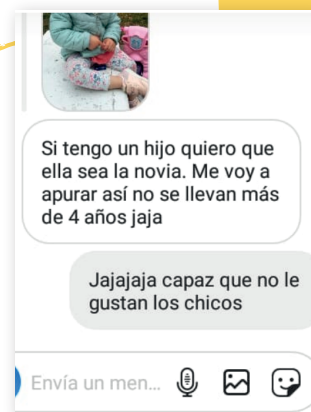 Si tengo un hijo quiero que
ella sea la novia. Me voy a
apurar así no se llevan más
de 4 años jaja
Jajajaja capaz que no le
gustan los chicos
Envía un men...